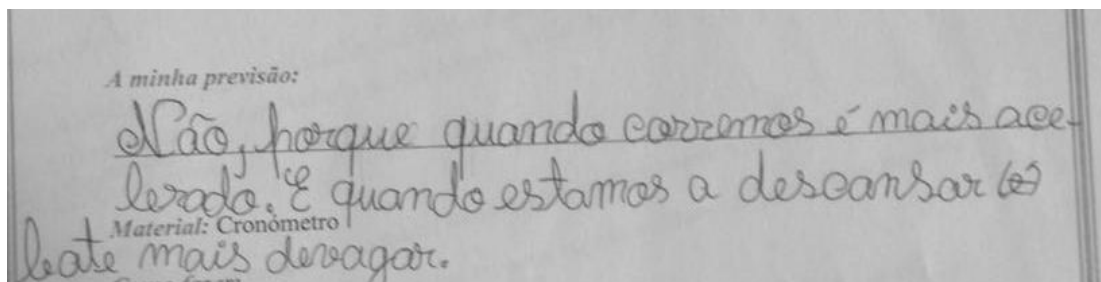 A minha previsão:
Não, porque quando corremos é mais ace-
lerado. E quando estamos a descansar (e)
Material: Cronómetro
bate mais devagar.